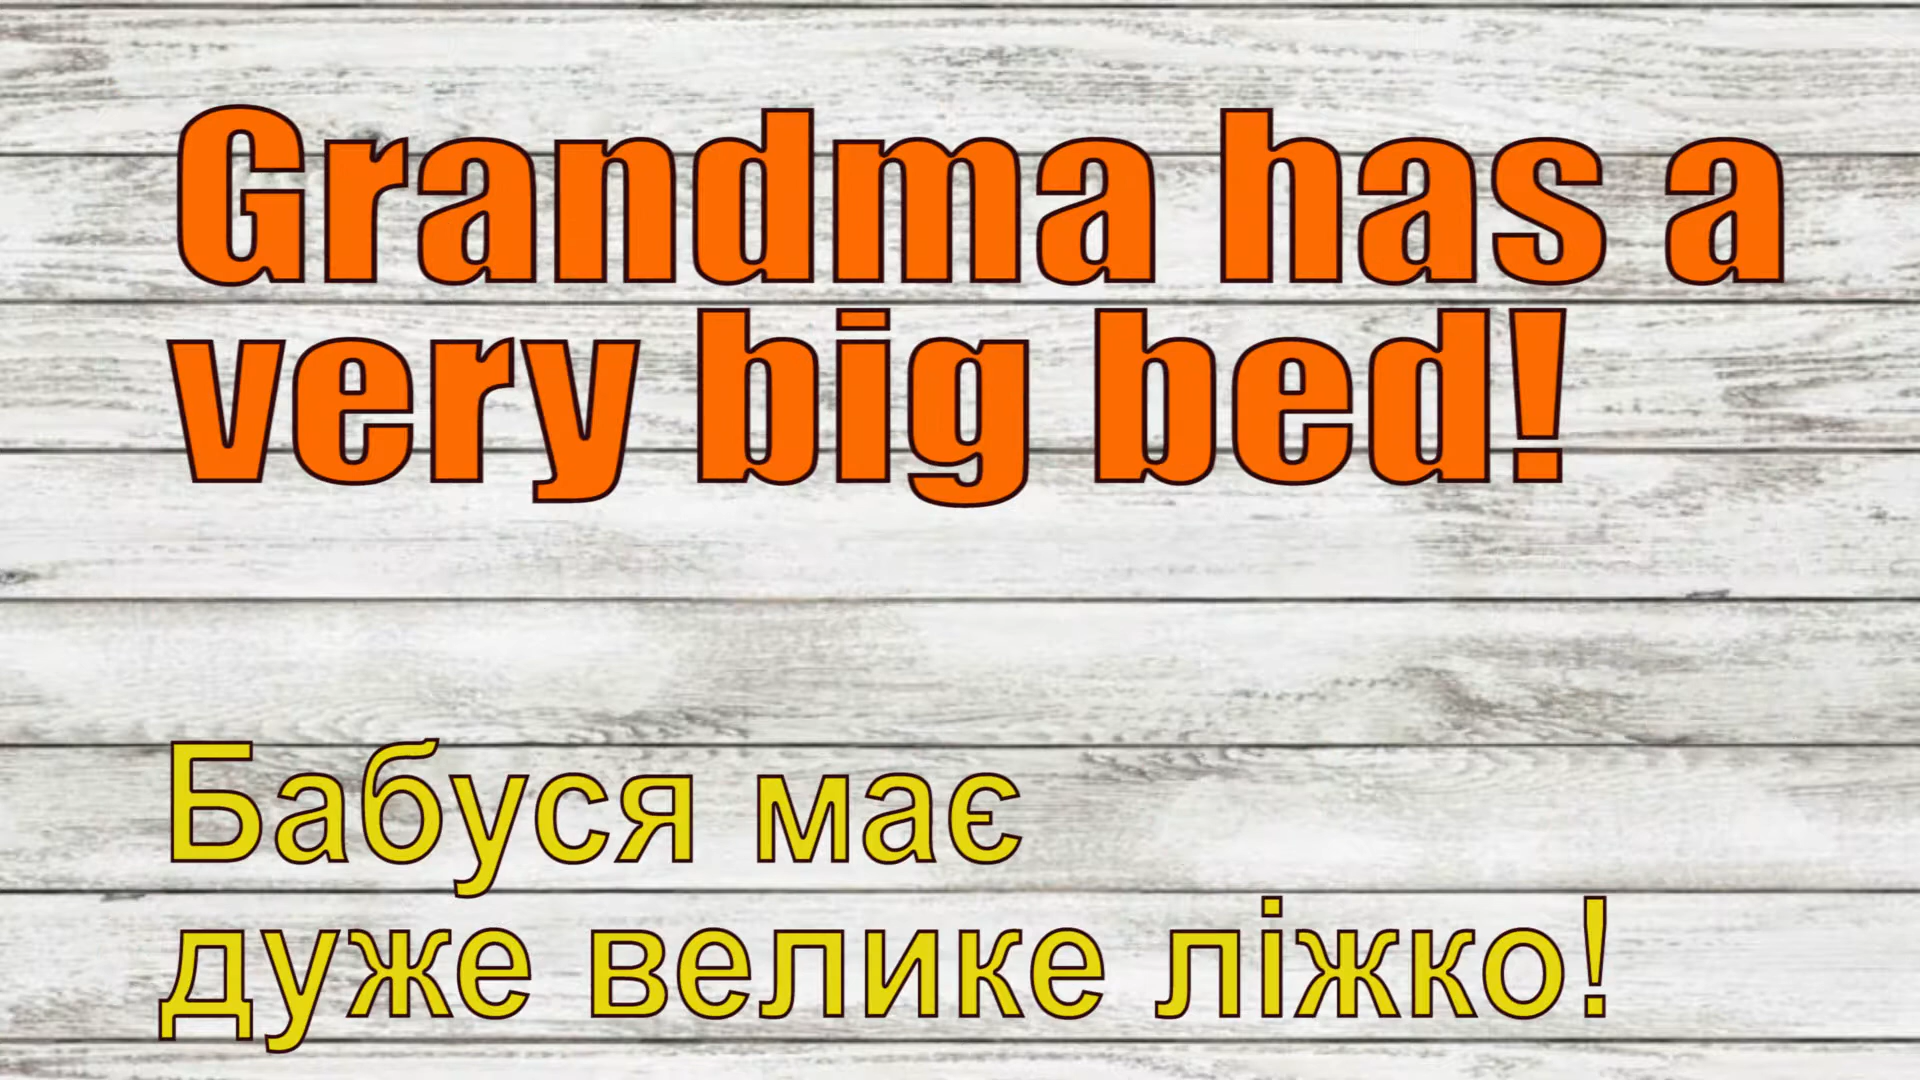 Grandma has a
very big bed!
Бабуся має
дуже велике ліжко!